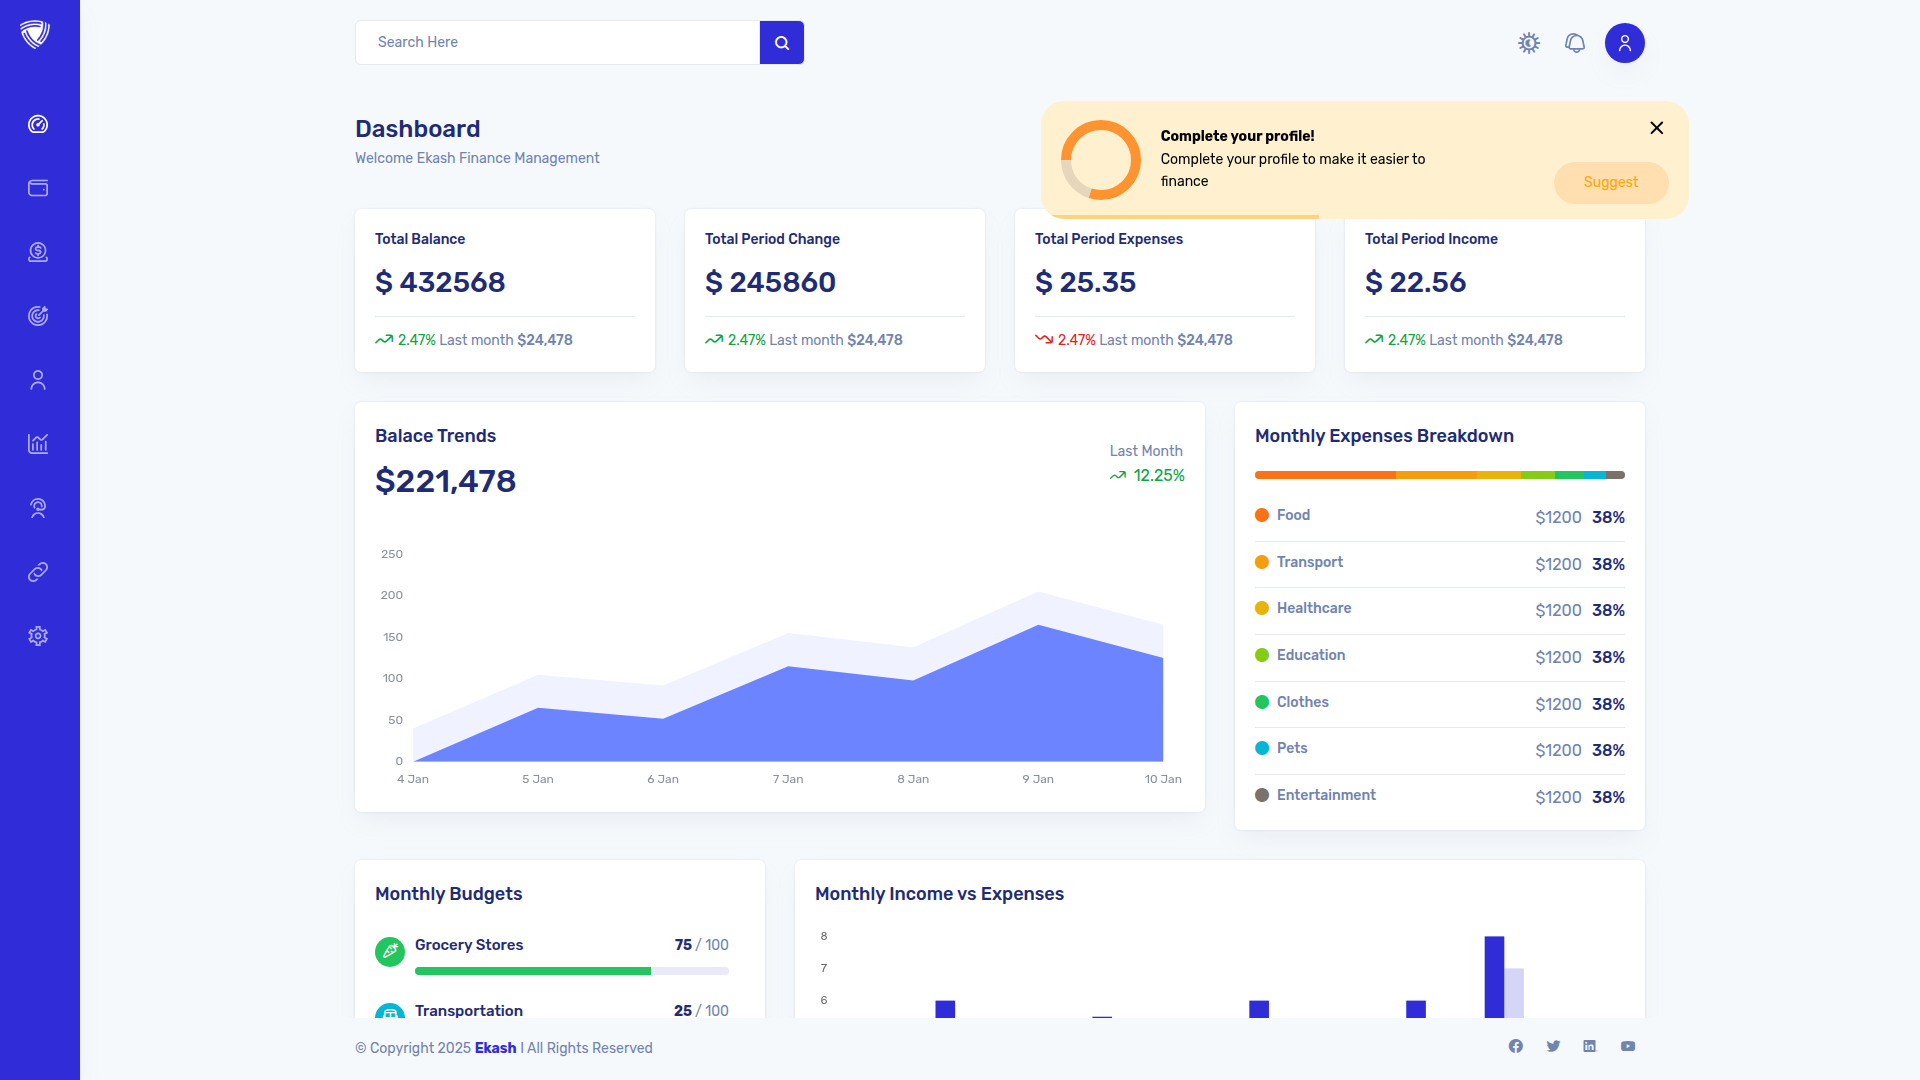 Search Here
Dashboard
Welcome Ekash Finance Management
Complete your profile!
Complete your profile to make it easier to
finance
Suggest
Total Balance
$ 432568
2.47% Last month $24,478
Total Period Change
$ 245860
2.47% Last month $24,478
Total Period Expenses
$ 25.35
2.47% Last month $24,478
Total Period Income
$ 22.56
2.47% Last month $24,478
Balace Trends
$221,478
Last Month
12.25%
250
200
150
100
50
0
4 Jan 5 Jan 6 Jan 7 Jan 8 Jan 9 Jan 10 Jan
Monthly Expenses Breakdown
Food $1200 38%
Transport $1200 38%
Healthcare $1200 38%
Education $1200 38%
Clothes $1200 38%
Pets $1200 38%
Entertainment $1200 38%
Monthly Budgets
Grocery Stores 75 / 100
Transportation 25 / 100
Monthly Income vs Expenses
8
7
6
© Copyright 2025 Ekash I All Rights Reserved